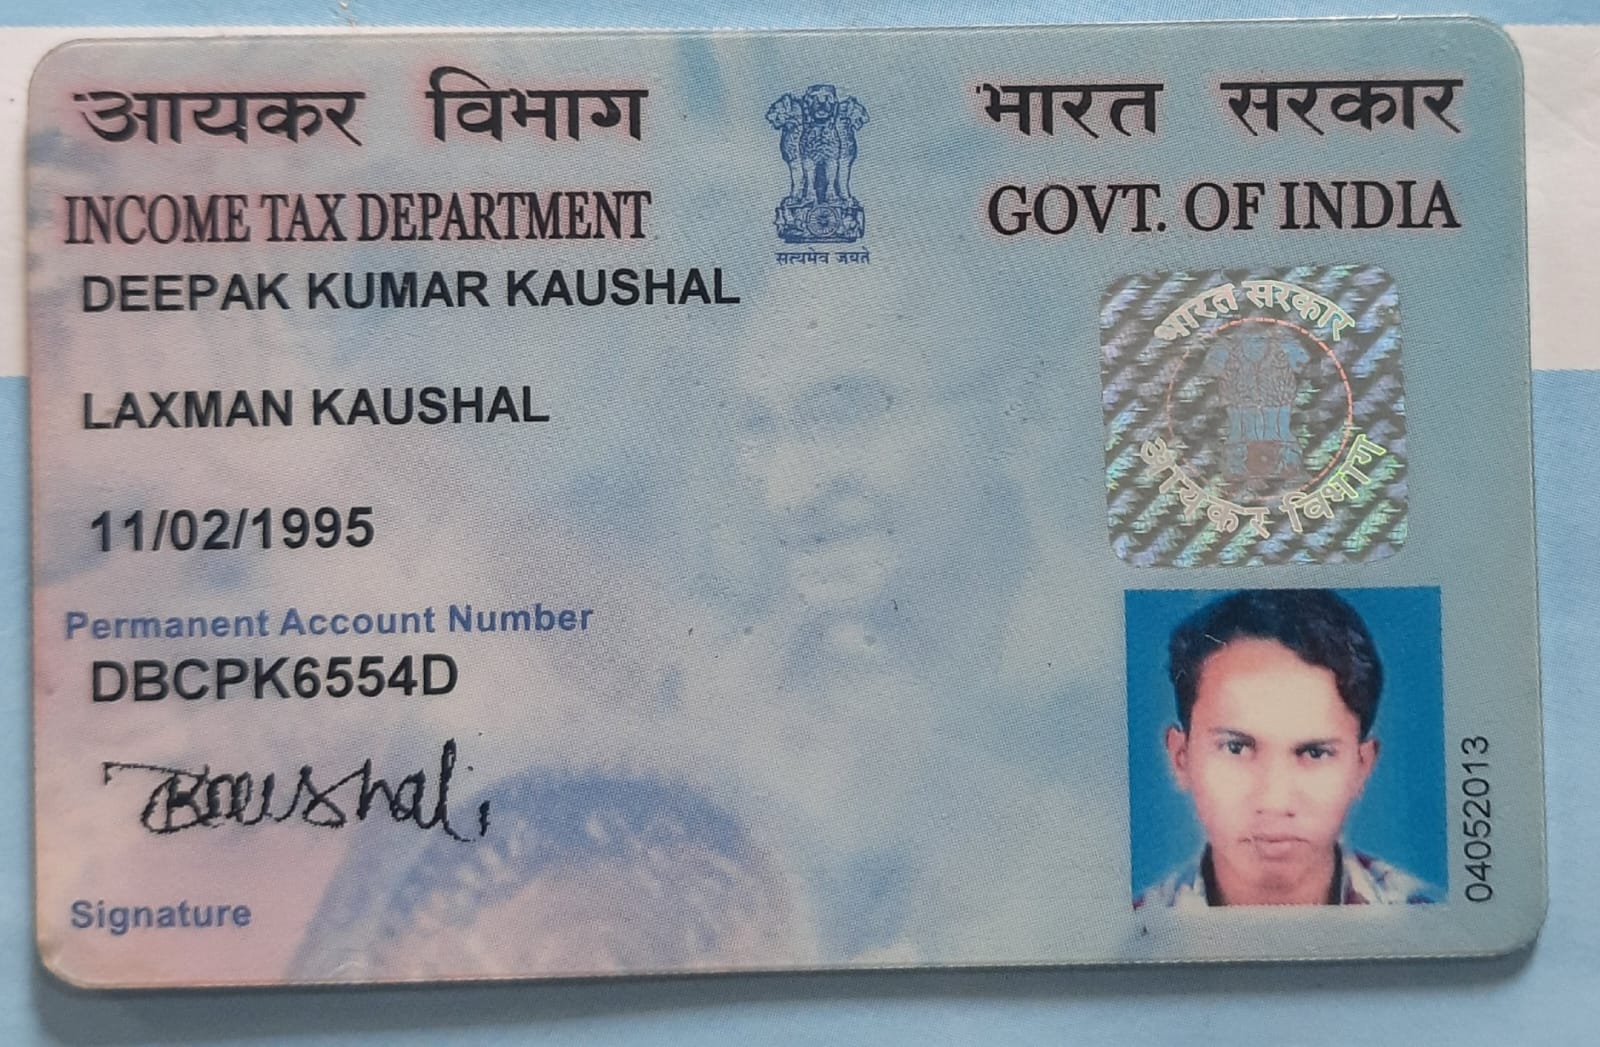 आयकर विभाग
INCOME TAX DEPARTMENT
सत्यमेव जयते
भारत सरकार
GOVT. OF INDIA
DEEPAK KUMAR KAUSHAL
LAXMAN KAUSHAL
11/02/1995
Permanent Account Number
DBCPK6554D
Kaushal
Signature
भारत सरकार
आयकर विभाग
04052013